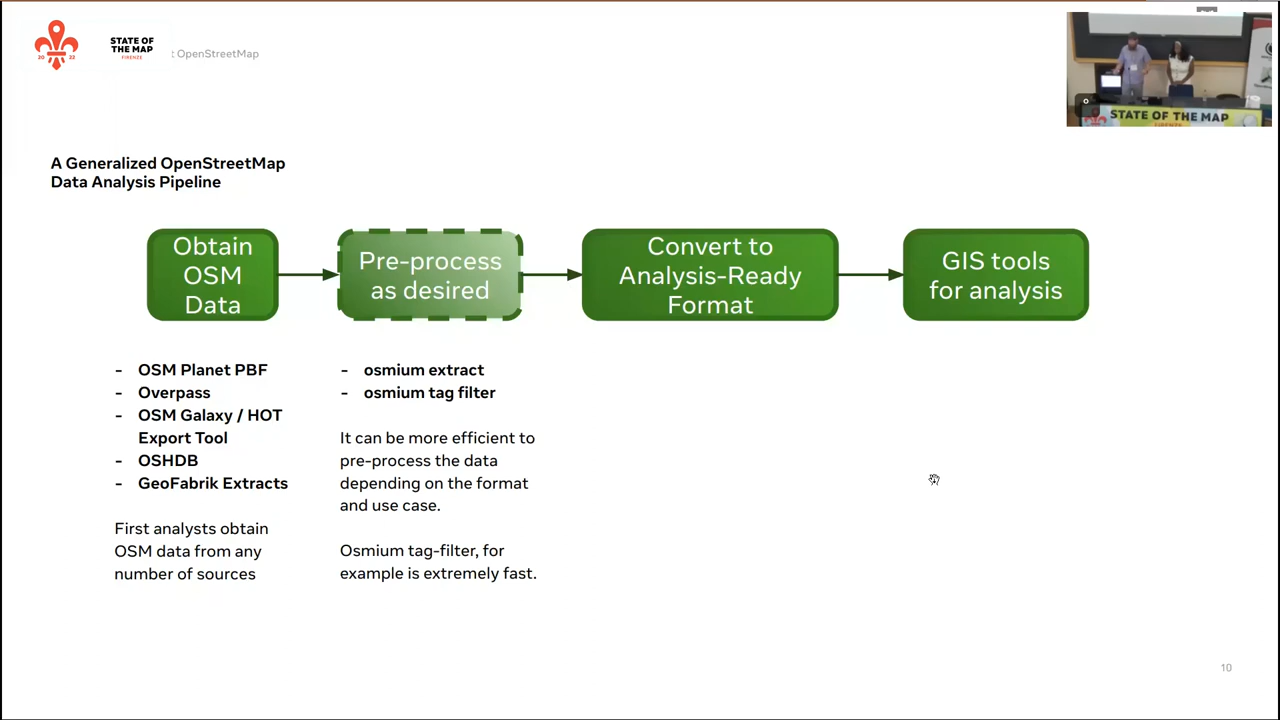 20 22
STATE
OF THE MAP
FIRENZE
t OpenStreetMap
STATE OF THE MAP
FIRENZE
A Generalized OpenStreetMap
Data Analysis Pipeline
Obtain
OSM
Data
Pre-process
as desired
Convert to
Analysis-Ready
Format
GIS tools
for analysis
- OSM Planet PBF
- Overpass
- OSM Galaxy / HOT
Export Tool
- OSHDB
- GeoFabrik Extracts
First analysts obtain
OSM data from any
number of sources
- osmium extract
- osmium tag filter
It can be more efficient to
pre-process the data
depending on the format
and use case.
Osmium tag-filter, for
example is extremely fast.
10